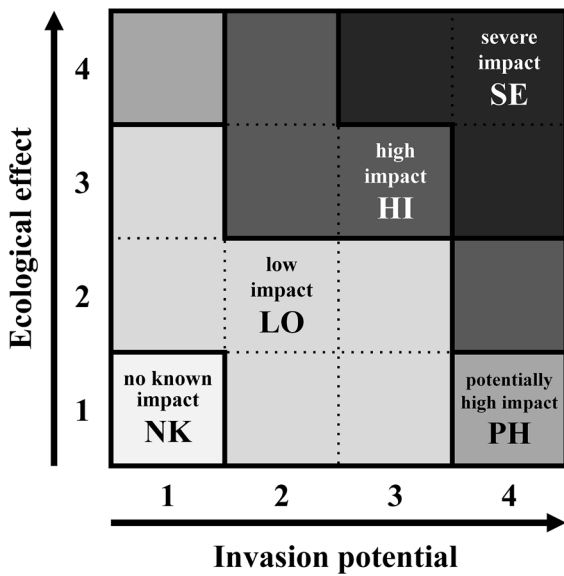 Ecological effect
4
3
2
1
severe
impact
SE
high
impact
HI
low
impact
LO
no known
impact
NK
potentially
high impact
PH
1 2 3 4
Invasion potential